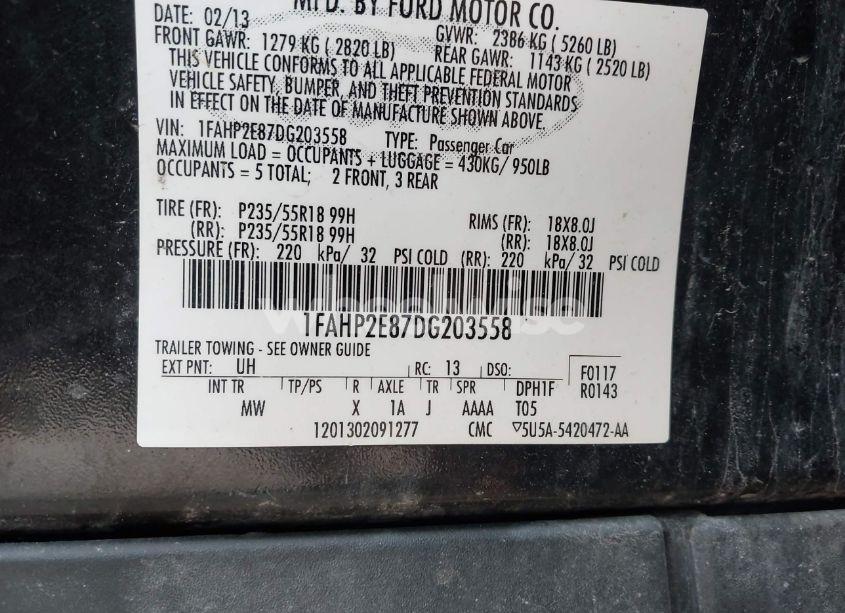 MFD. BY FORD MOTOR CO.
DATE: 02/13 GVWR: 2386 KG ( 5260 LB)
FRONT GAWR: 1279 KG ( 2820 LB) REAR GAWR: 1143 KG ( 2520 LB)
THIS VEHICLE CONFORMS TO ALL APPLICABLE FEDERAL MOTOR
VEHICLE SAFETY, BUMPER, AND THEFT PREVENTION STANDARDS
IN EFFECT ON THE DATE OF MANUFACTURE SHOWN ABOVE.
VIN: 1FAHP2E87DG203558 TYPE: Passenger Car
MAXIMUM LOAD = OCCUPANTS + LUGGAGE = 430KG/ 950LB
OCCUPANTS = 5 TOTAL; 2 FRONT, 3 REAR
TIRE (FR): P235/55R18 99H RIMS (FR): 18X8.0J
(RR): P235/55R18 99H (RR): 18X8.0J
PRESSURE (FR): 220 kPa/ 32 PSI COLD (RR): 220 kPa/ 32 PSI COLD
1FAHP2E87DG203558
TRAILER TOWING - SEE OWNER GUIDE
EXT PNT: UH RC: 13 DSO: F0117
INT TR TP/PS R AXLE TR SPR DPH1F R0143
MW X 1A J AAAA T05
1201302091277 CMC ▽5U5A-5420472-AA